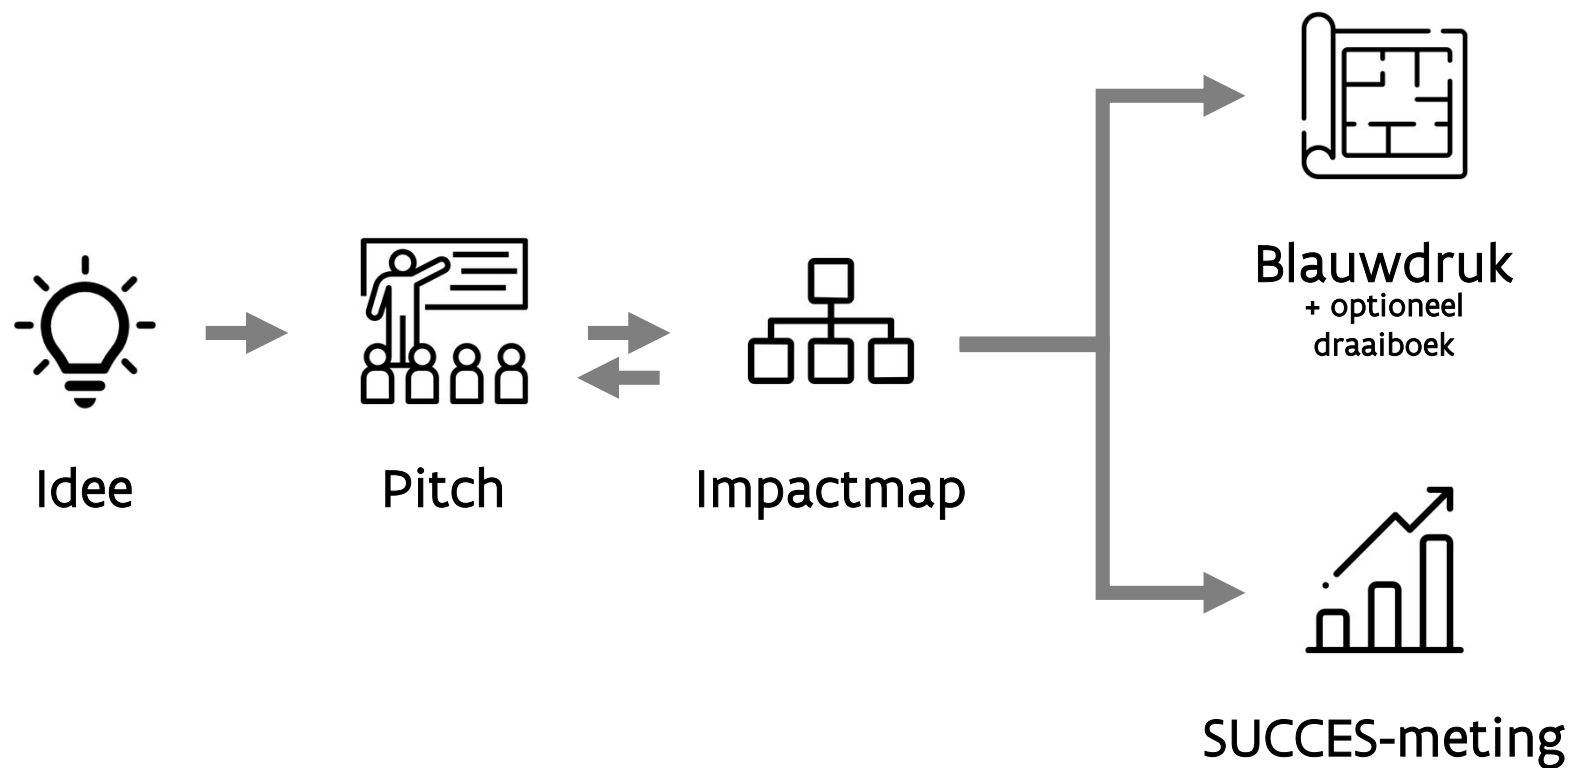 Idee
Pitch
Impactmap
Blauwdruk
+ optioneel
draaiboek
SUCCES-meting